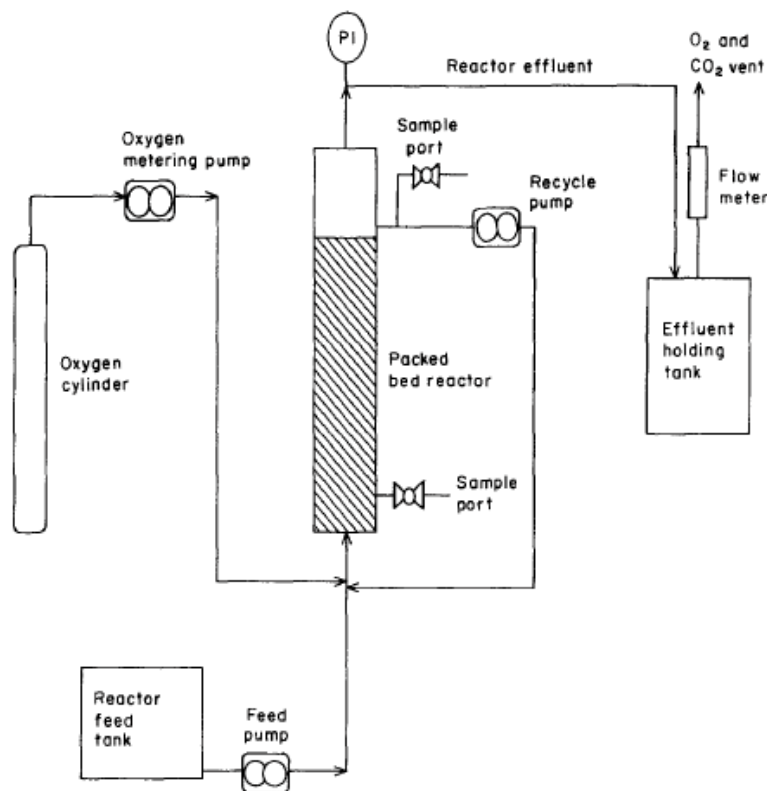 PI
O₂ and
CO₂ vent
Reactor effluent
Sample
port
Oxygen
metering pump
Recycle
pump
Flow
meter
Effluent
holding
tank
Packed
bed reactor
Oxygen
cylinder
Sample
port
Reactor
feed
tank
Feed
pump